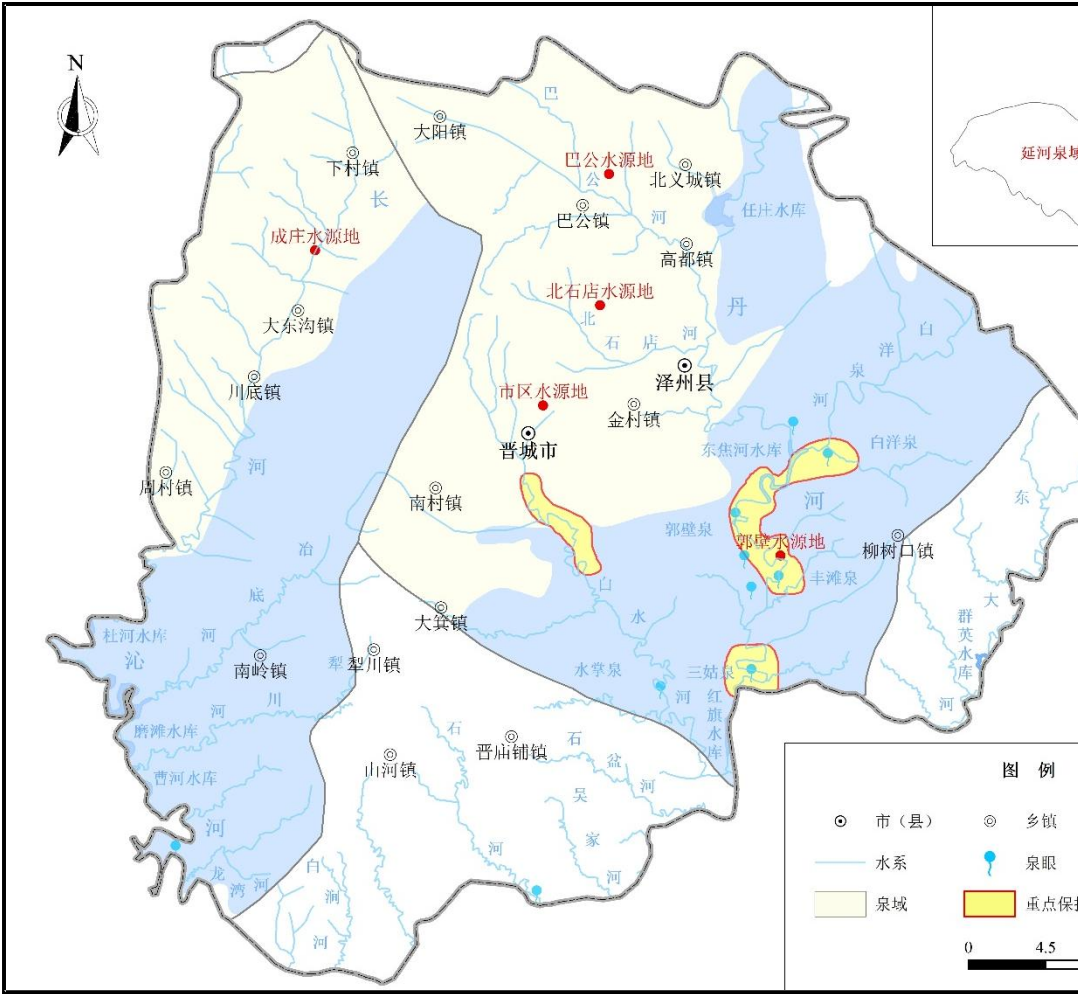 N
大阳镇
巴
下村镇
巴公水源地
公
北义城镇
长
巴公镇
河
任庄水库
延河泉域
成庄水源地
高都镇
北石店水源地
丹
大东沟镇
北
石
店
河
白
洋
泉
河
泽州县
川底镇
市区水源地
金村镇
晋城市
东焦河水库
白洋泉
河
周村镇
南村镇
河
郭壁泉
郭壁水源地
柳树口镇
东
大
河
冶
底
河
丰滩泉
白
水
河
大箕镇
群英水库
杜河水库
沁
河
南岭镇
犁川镇
犁
川
河
水掌泉
三姑泉
红旗水库
磨滩水库
曹河水库
山河镇
晋庙铺镇
石
河
石
盆
河
吴
家
河
龙
湾
河
白
涧
河
图 例
市（县）
乡镇
水系
泉眼
泉域
重点保
0
4.5